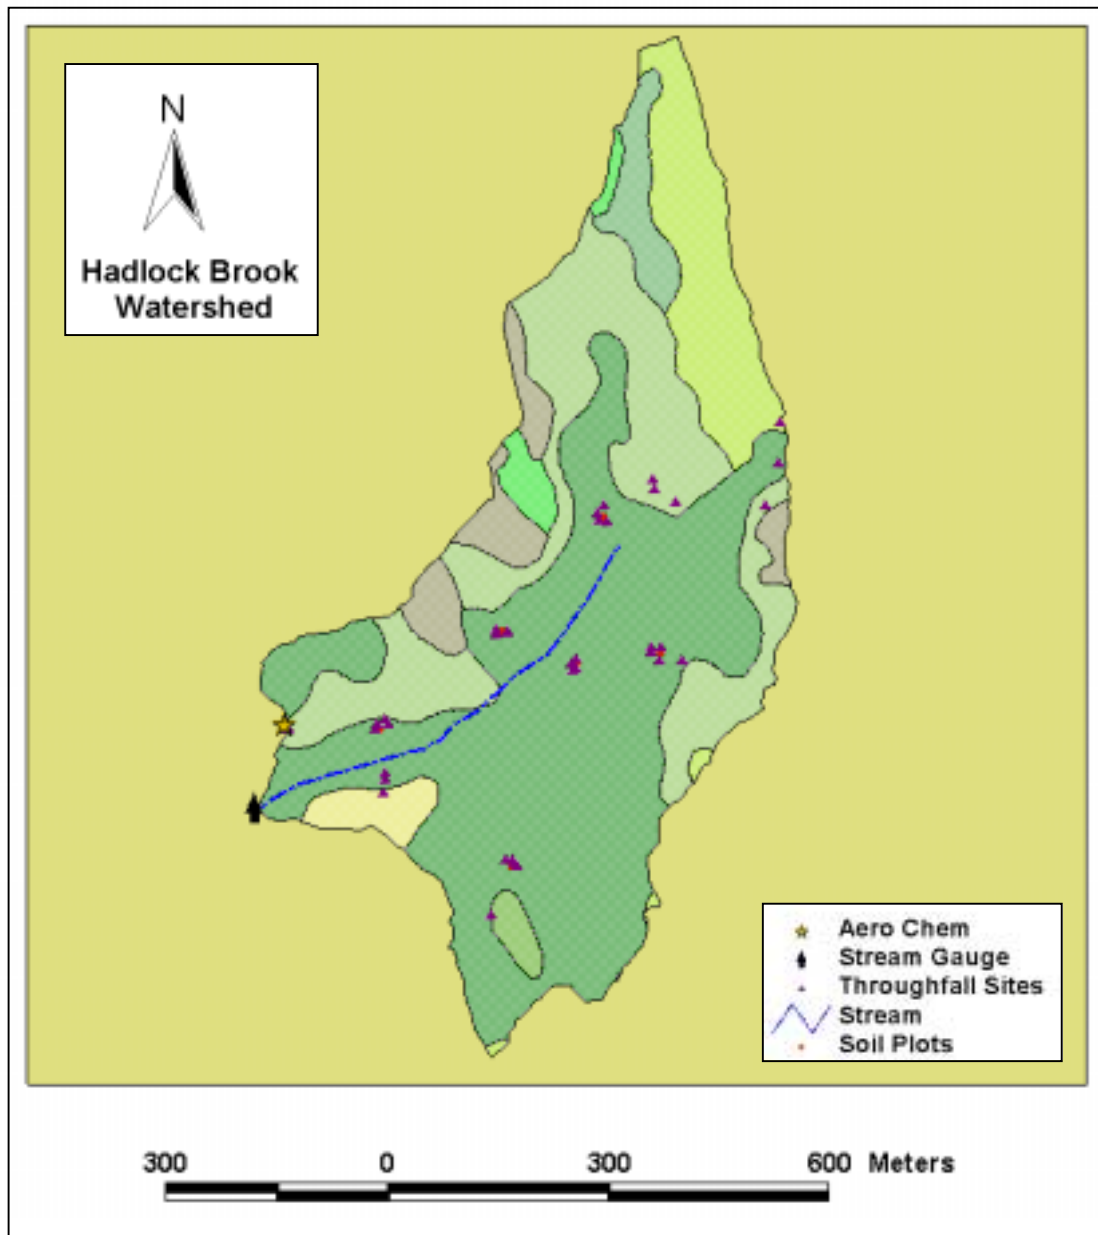 N
Hadlock Brook
Watershed
Aero Chem
Stream Gauge
Throughfall Sites
Stream
Soil Plots
300 0 300 600 Meters